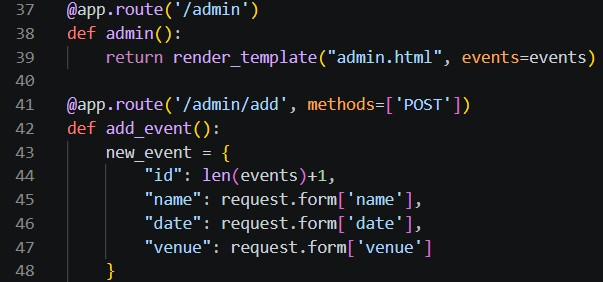 37 @app.route('/admin')
38 def admin():
39     return render_template("admin.html", events=events)
40
41 @app.route('/admin/add', methods=['POST'])
42 def add_event():
43     new_event = {
44         "id": len(events)+1,
45         "name": request.form['name'],
46         "date": request.form['date'],
47         "venue": request.form['venue']
48     }